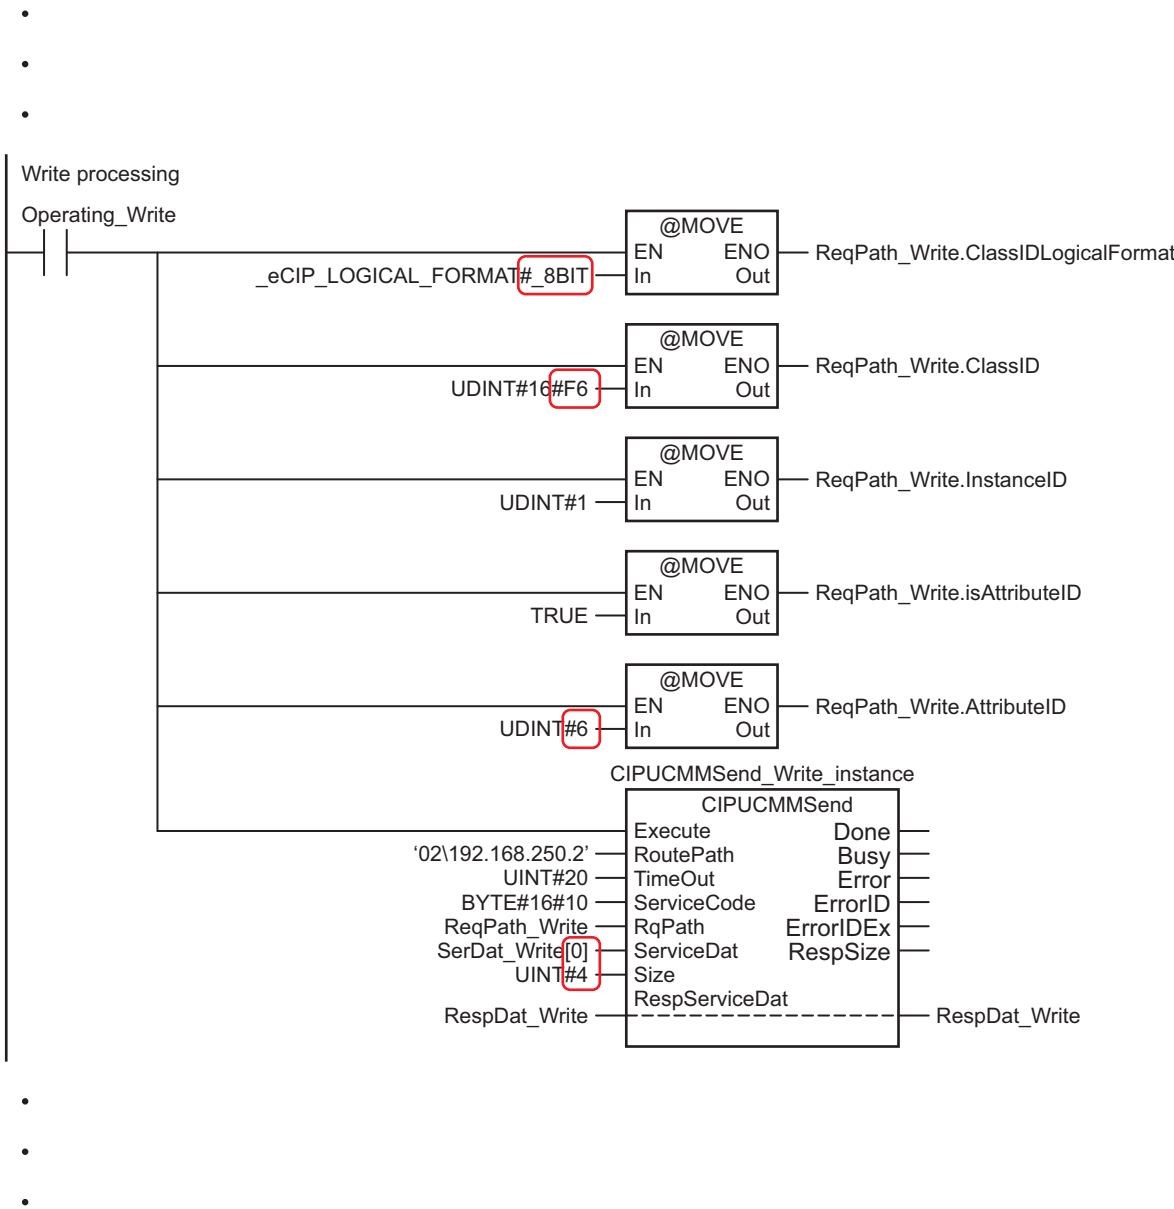 •
•
•
Write processing
Operating_Write
@MOVE
EN ENO ReqPath_Write.ClassIDLogicalFormat
_eCIP_LOGICAL_FORMAT#_8BIT In Out
@MOVE
EN ENO ReqPath_Write.ClassID
UDINT#16#F6 In Out
@MOVE
EN ENO ReqPath_Write.InstanceID
UDINT#1 In Out
@MOVE
EN ENO ReqPath_Write.isAttributeID
TRUE In Out
@MOVE
EN ENO ReqPath_Write.AttributeID
UDINT#6 In Out
CIPUCMMSend_Write_instance
CIPUCMMSend
Execute Done
‘02\192.168.250.2’ RoutePath Busy
UINT#20 TimeOut Error
BYTE#16#10 ServiceCode ErrorID
ReqPath_Write RqPath ErrorIDEx
SerDat_Write[0] ServiceDat RespSize
UINT#4 Size
RespServiceDat
RespDat_Write RespDat_Write
•
•
•